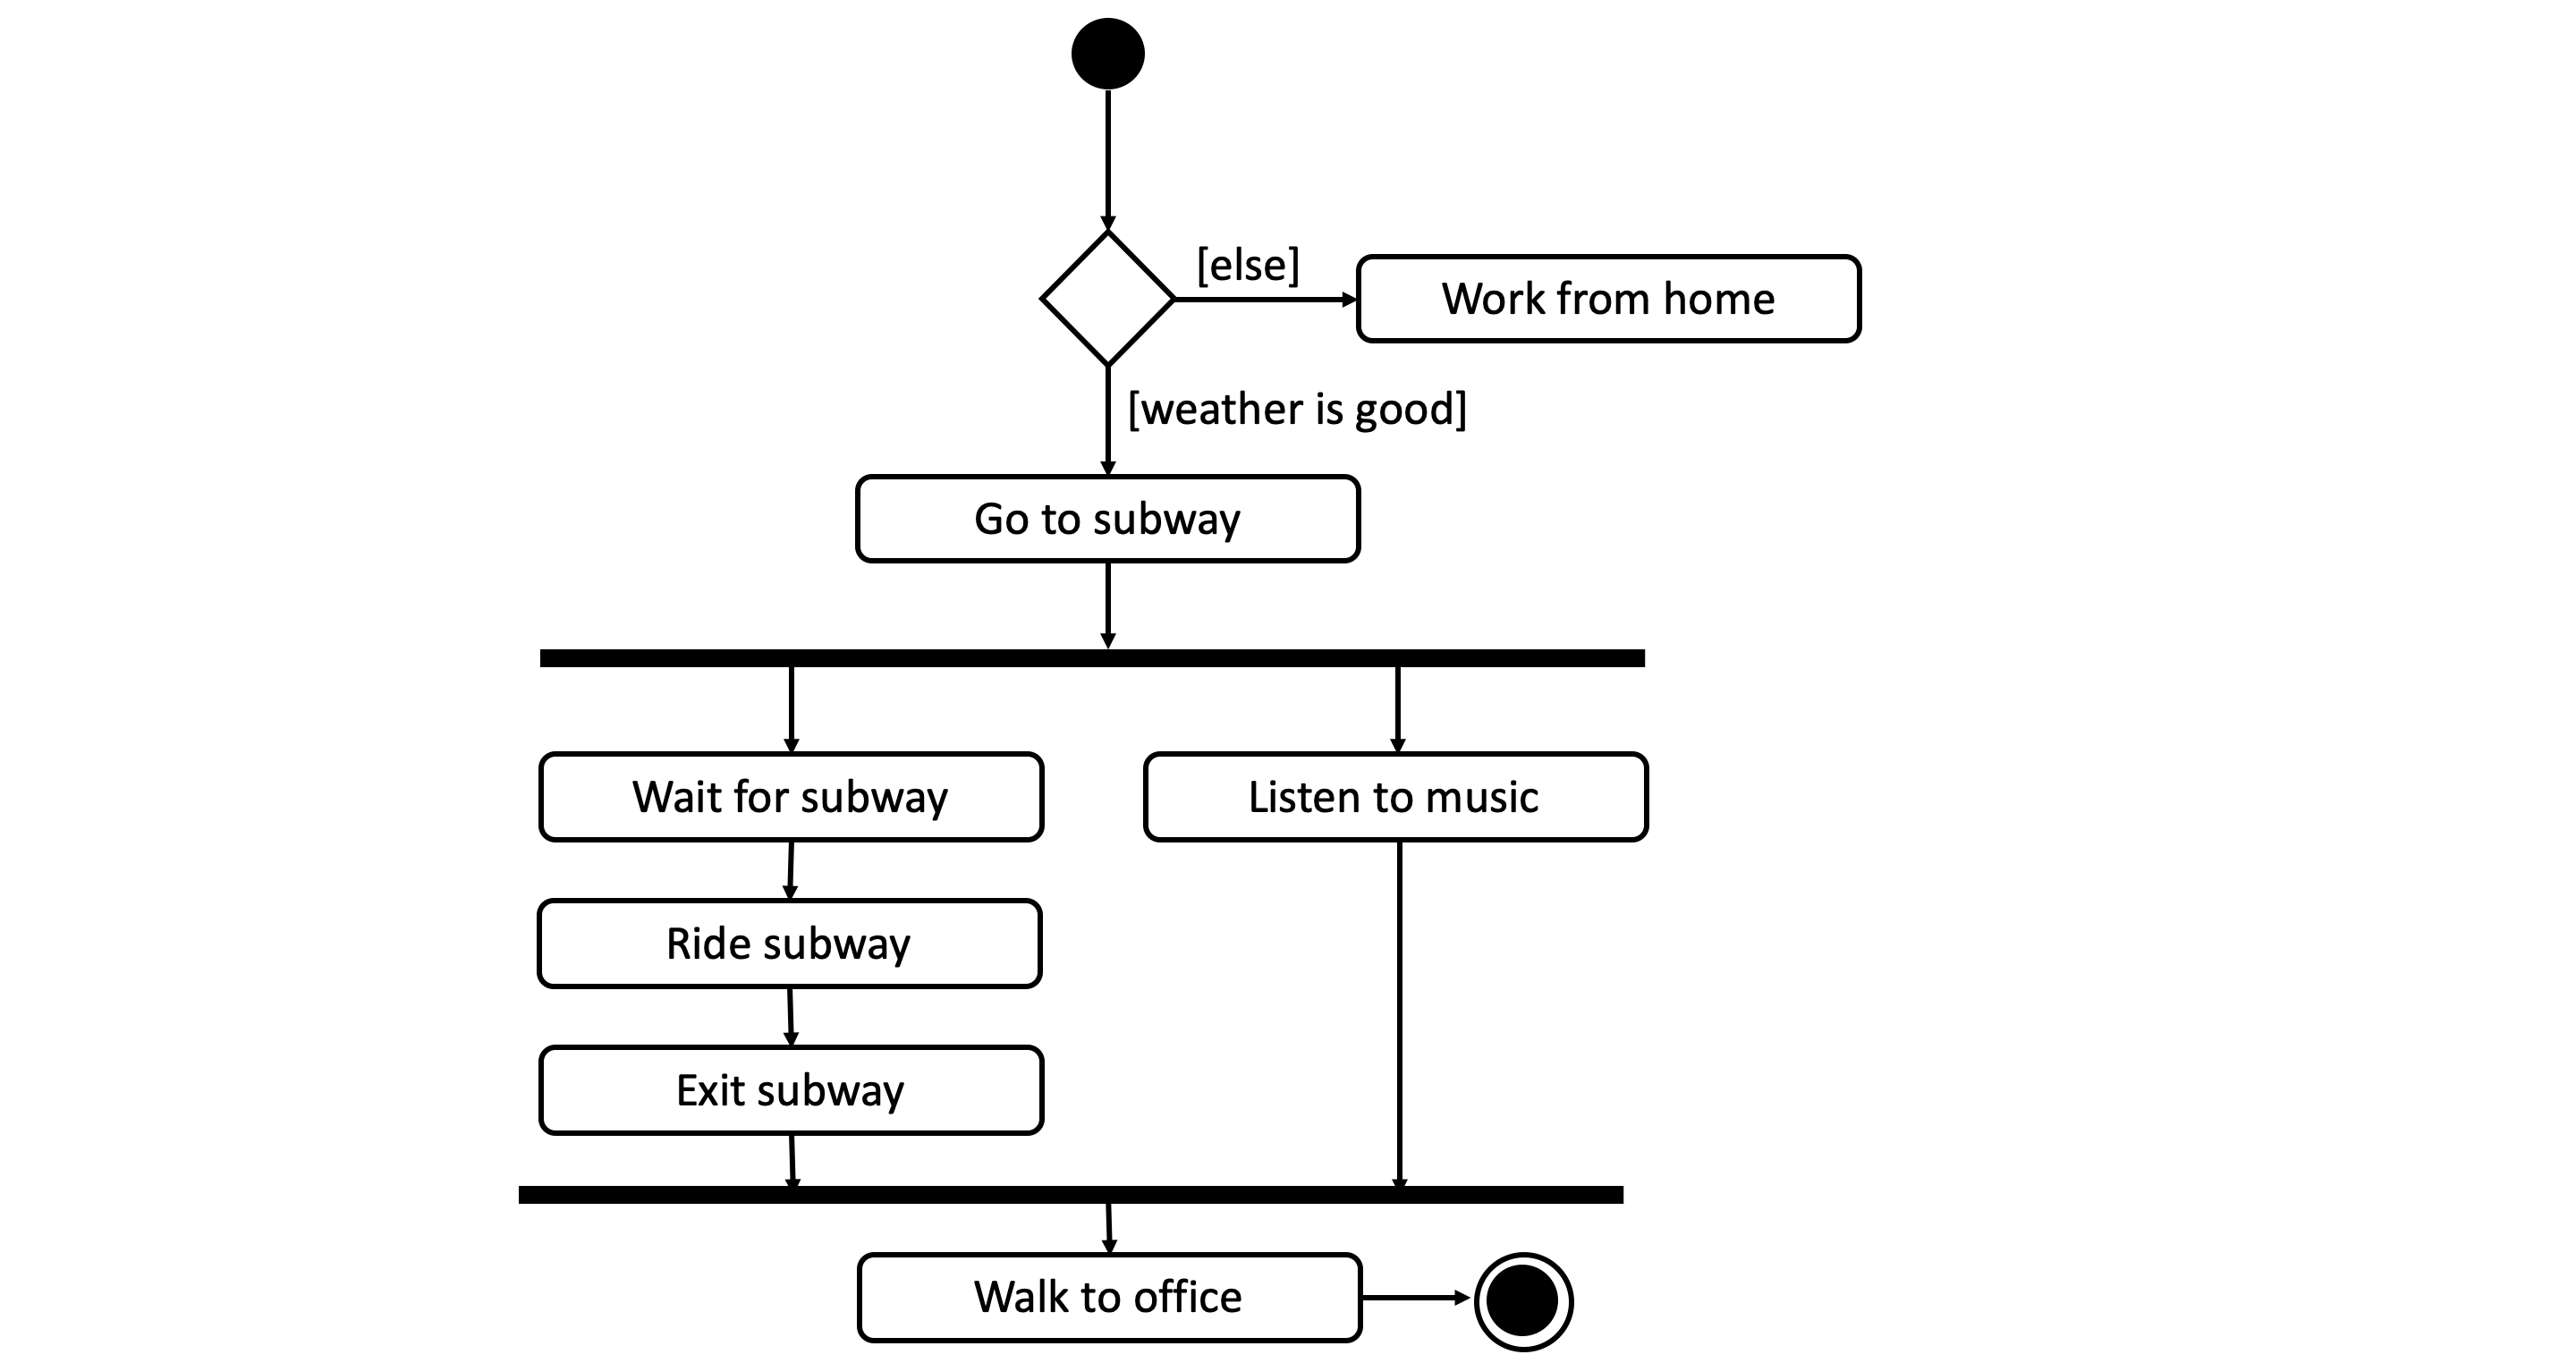 [else]
Work from home
[weather is good]
Go to subway
Wait for subway
Listen to music
Ride subway
Exit subway
Walk to office